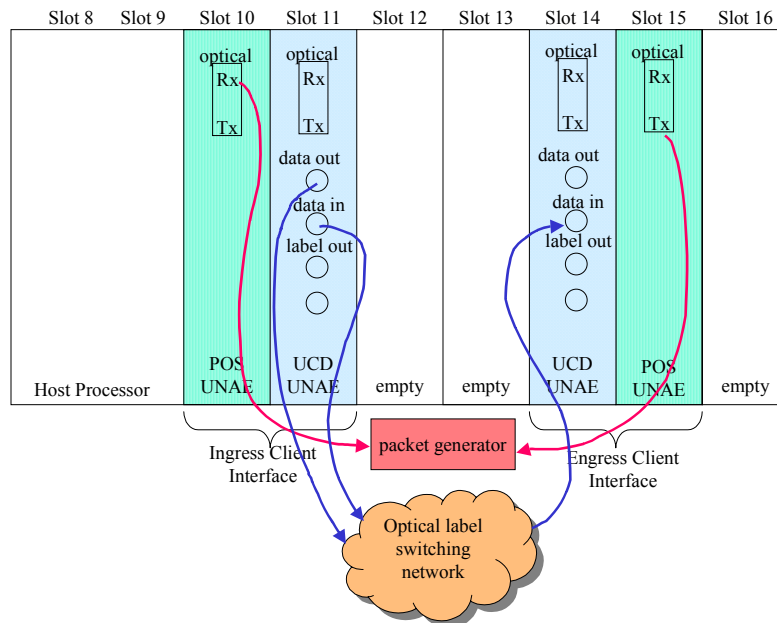 Slot 8 Slot 9 Slot 10 Slot 11 Slot 12 Slot 13 Slot 14 Slot 15 Slot 16
optical
Rx
Tx
optical
Rx
Tx
data out
data in
label out
optical
Rx
Tx
data out
data in
label out
optical
Rx
Tx
Host Processor
POS
UNAE
UCD
UNAE
empty
empty
UCD
UNAE
POS
UNAE
empty
Ingress Client
Interface
packet generator
Engress Client
Interface
Optical label
switching
network